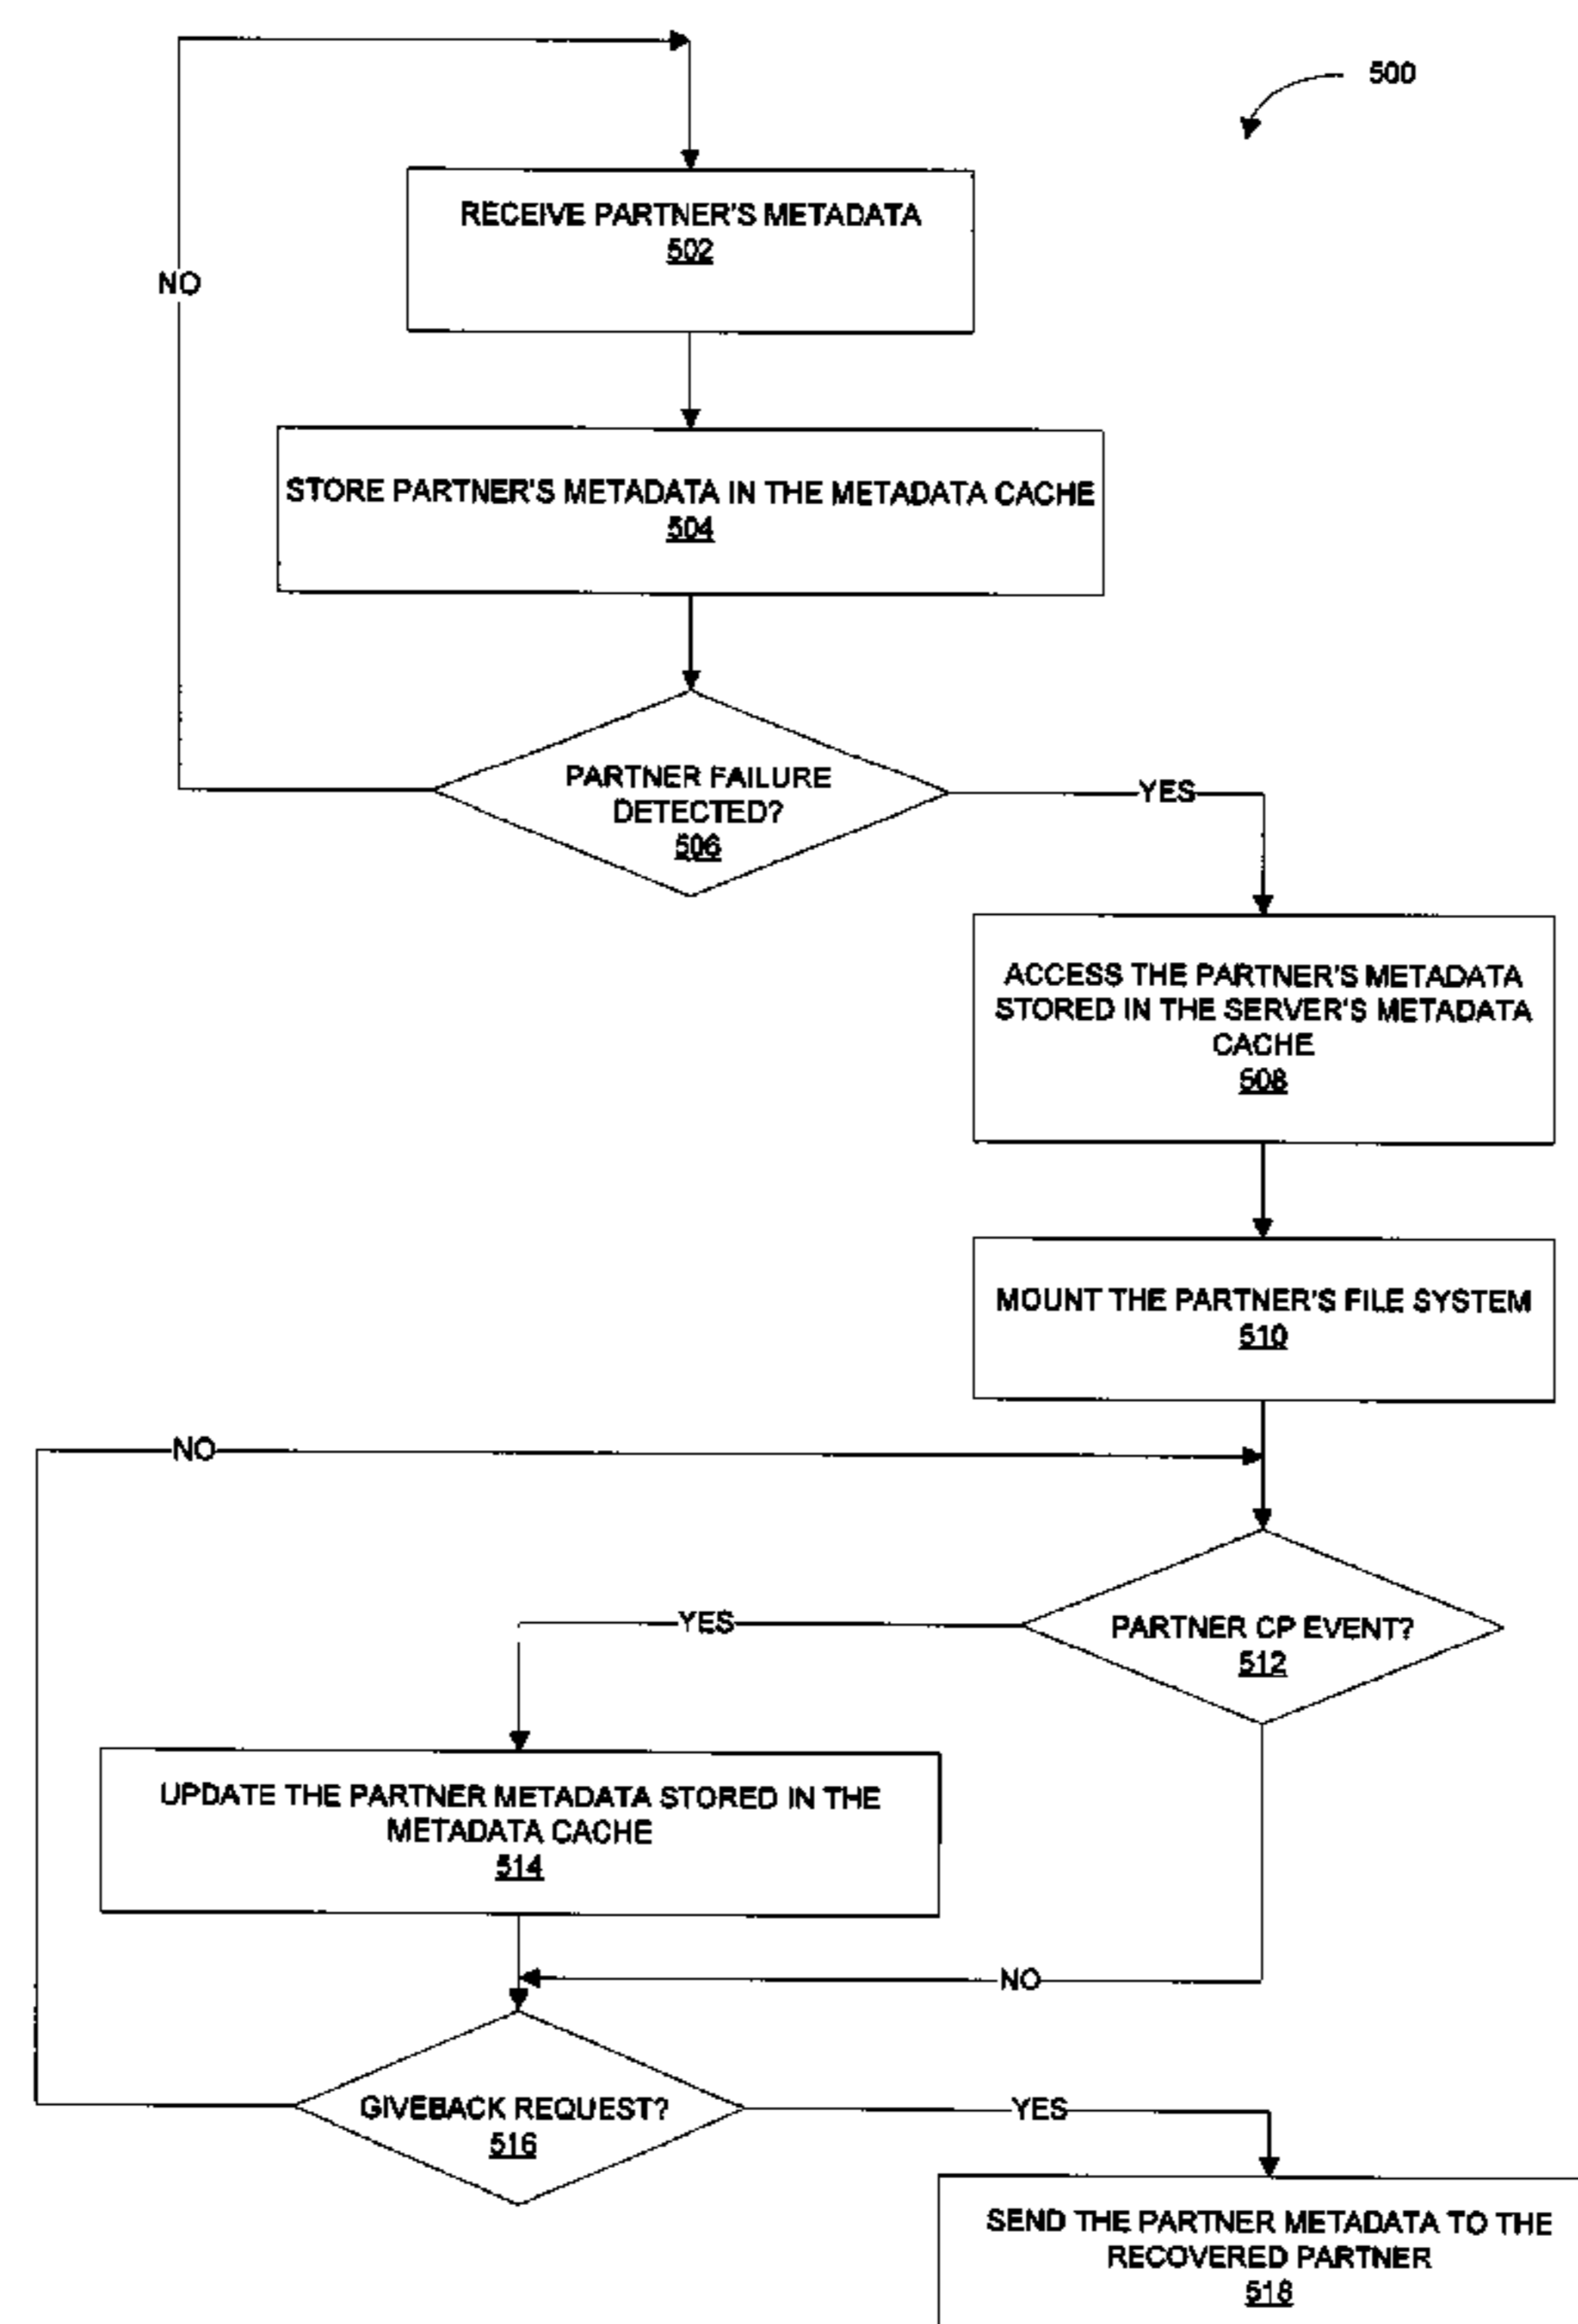 500
RECEIVE PARTNER'S METADATA
502
NO
STORE PARTNER'S METADATA IN THE METADATA CACHE
504
PARTNER FAILURE
DETECTED?
506
YES
ACCESS THE PARTNER'S METADATA
STORED IN THE SERVER'S METADATA
CACHE
508
MOUNT THE PARTNER'S FILE SYSTEM
510
NO
PARTNER CP EVENT?
512
YES
UPDATE THE PARTNER METADATA STORED IN THE
METADATA CACHE
514
NO
GIVEBACK REQUEST?
516
YES
SEND THE PARTNER METADATA TO THE
RECOVERED PARTNER
518